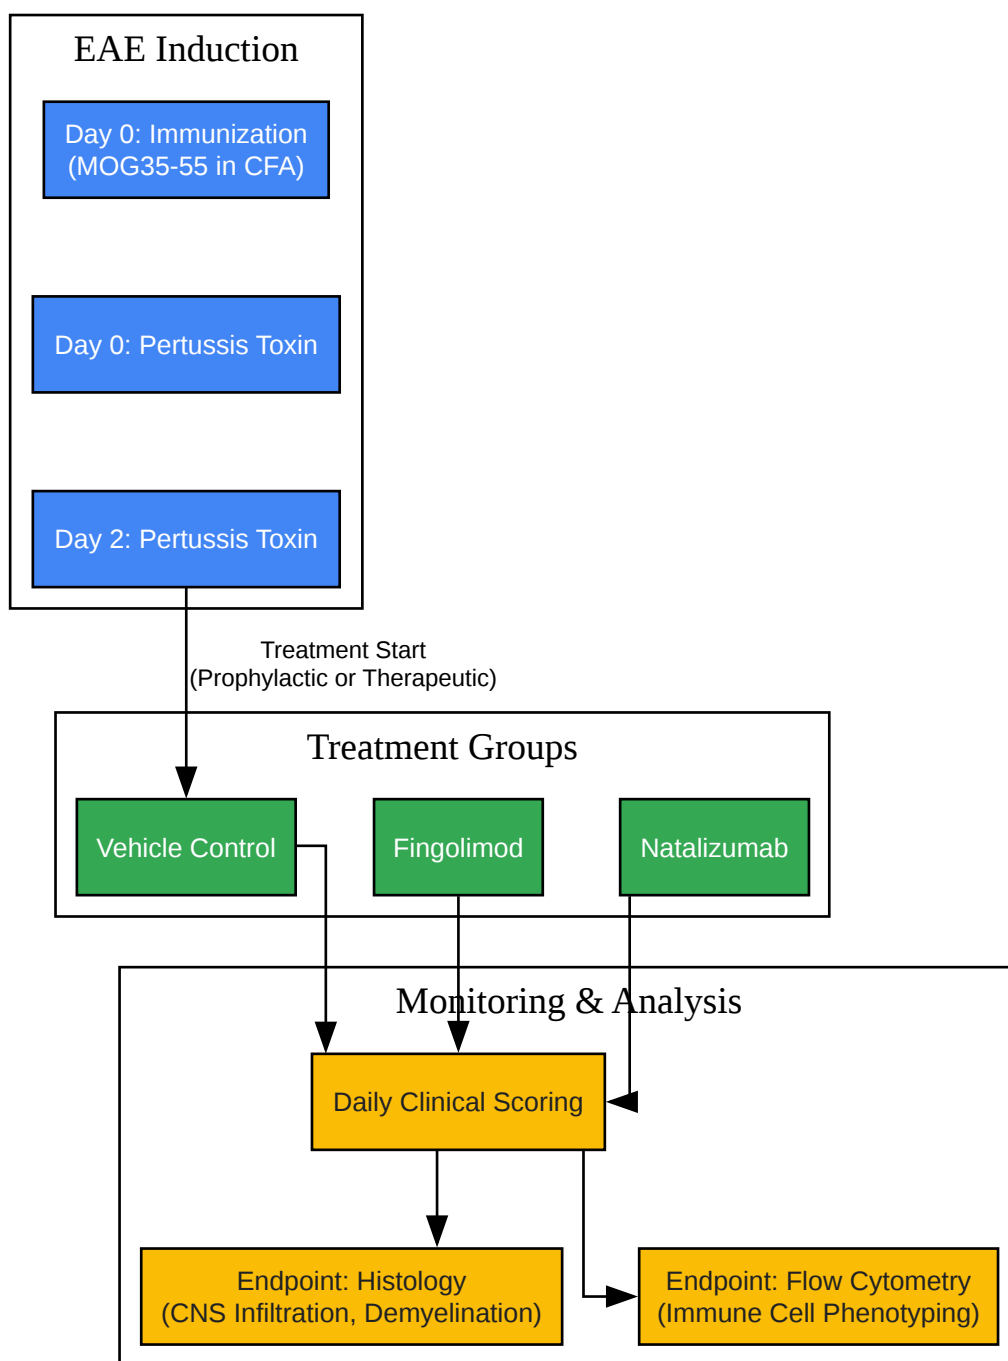 EAE Induction
Day 0: Immunization
(MOG35-55 in CFA)
Day 0: Pertussis Toxin
Day 2: Pertussis Toxin
Treatment Start
(Prophylactic or Therapeutic)
Treatment Groups
Vehicle Control
Fingolimod
Natalizumab
Monitoring & Analysis
Daily Clinical Scoring
Endpoint: Histology
(CNS Infiltration, Demyelination)
Endpoint: Flow Cytometry
(Immune Cell Phenotyping)